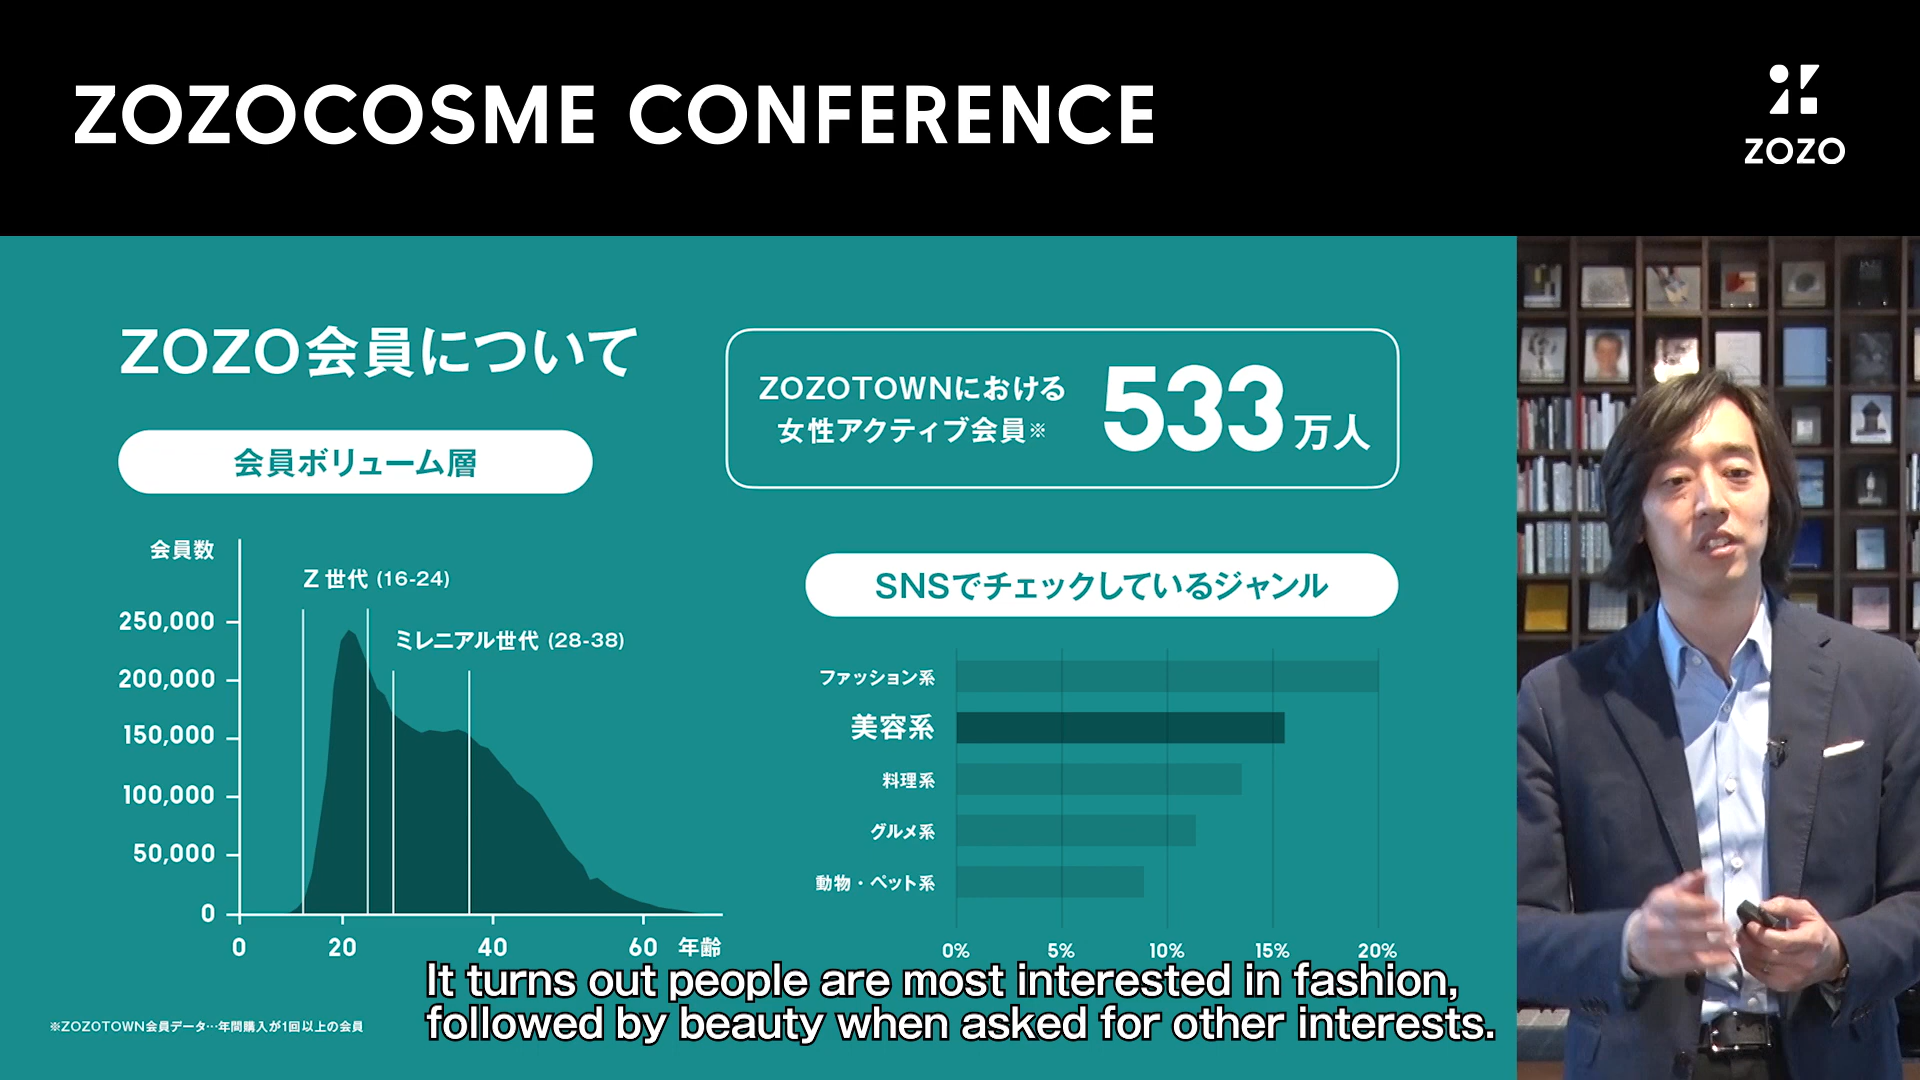 ZOZOCOSME CONFERENCE
ZOZO
ZOZO会員について
ZOZOTOWNにおける
女性アクティブ会員※
533万人
会員ボリューム層
会員数
Z 世代 (16-24)
ミレニアル世代 (28-38)
250,000
200,000
150,000
100,000
50,000
0
0 20 40 60 年齢
SNSでチェックしているジャンル
ファッション系
美容系
料理系
グルメ系
動物・ペット系
0% 5% 10% 15% 20%
It turns out people are most interested in fashion,
followed by beauty when asked for other interests.
※ZOZOTOWN会員データ…年間購入が1回以上の会員